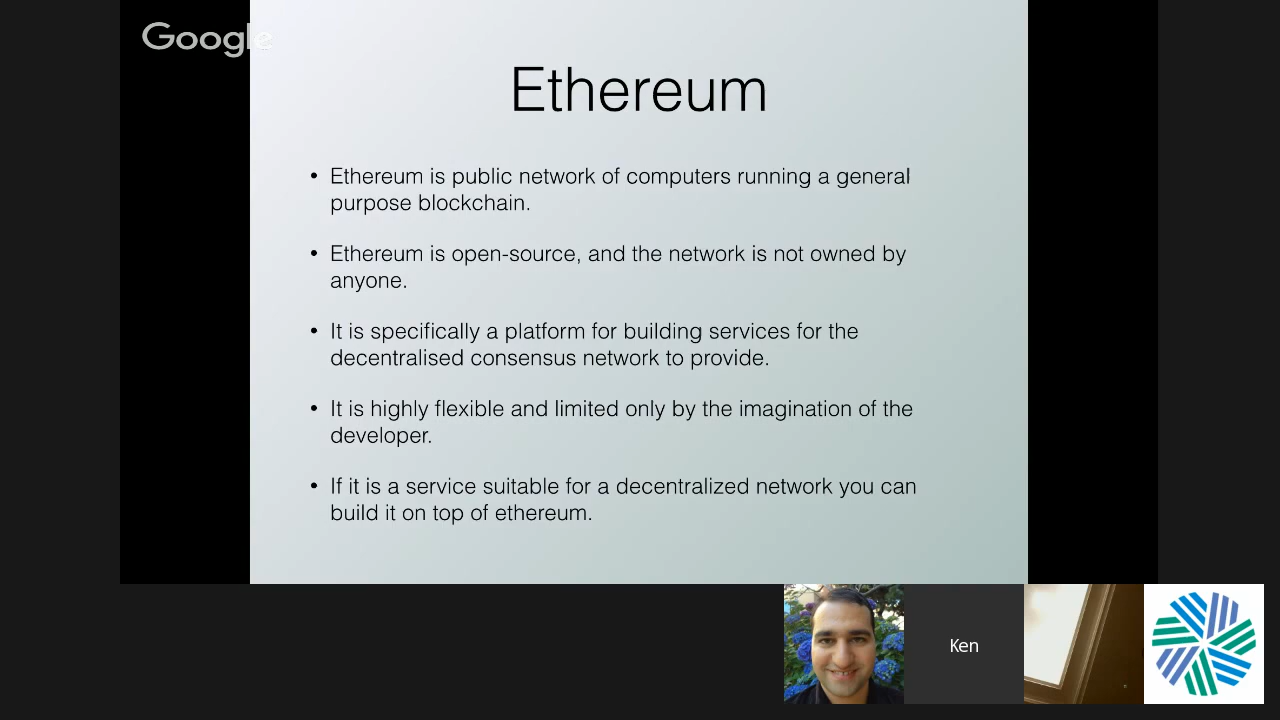 Google
Ethereum
• Ethereum is public network of computers running a general
purpose blockchain.
• Ethereum is open-source, and the network is not owned by
anyone.
• It is specifically a platform for building services for the
decentralised consensus network to provide.
• It is highly flexible and limited only by the imagination of the
developer.
• If it is a service suitable for a decentralized network you can
build it on top of ethereum.
Ken